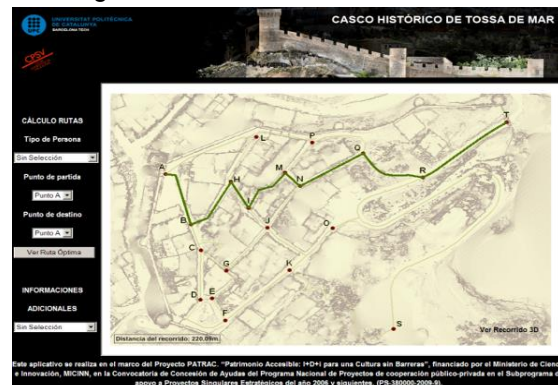 UNIVERSITAT POLITÈCNICA
DE CATALUNYA
BARCELONATECH
UPC
CASCO HISTÓRICO DE TOSSA DE MAR
CÁLCULO RUTAS
Tipo de Persona
Sin Selección
Punto de partida
Punto A
Punto de destino
Punto A
Ver Ruta Óptima
INFORMACIONES
ADICIONALES
Sin Selección
T
L
P
Q
A
M
R
H
N
I
B
J
O
C
G
K
D
E
F
S
Distancia del recorrido: 220.09m.
Ver Recorrido 3D
Este aplicativo se realiza en el marco del Proyecto PATRAC. "Patrimonio Accesible: I+D+i para una Cultura sin Barreras", financiado por el Ministerio de Cien
e Innovación, MICINN, en la Convocatoria de Concesión de Ayudas del Programa Nacional de Proyectos de cooperación público-privada en el Subprograma
apoyo a Proyectos Singulares Estratégicos del año 2006 y siguientes. (PS-380000-2009-9).